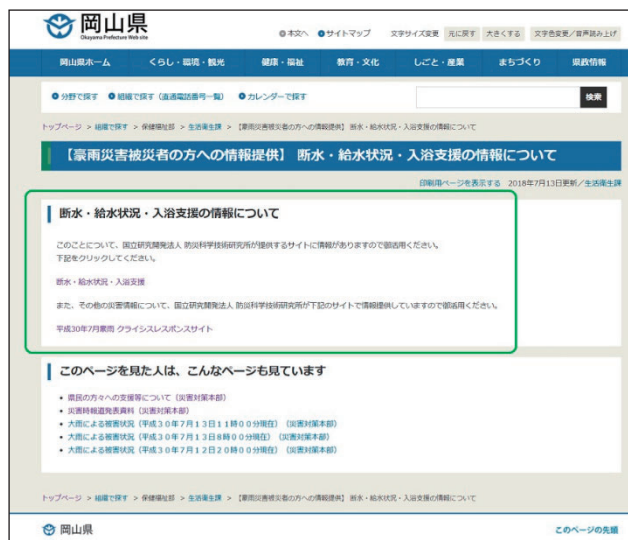 岡山県
Okayama Prefecture Web site
本文へ サイトマップ 文字サイズ変更 元に戻す 大きくする 文字色変更/音声読み上げ
岡山県ホーム くらし・環境・観光 健康・福祉 教育・文化 しごと・産業 まちづくり 県政情報
分野で探す 組織で探す(直通電話番号一覧) カレンダーで探す 検索
トップページ > 組織で探す > 保健福祉部 > 生活衛生課 > 【豪雨災害被災者の方への情報提供】 断水・給水状況・入浴支援の情報について
【豪雨災害被災者の方への情報提供】 断水・給水状況・入浴支援の情報について
印刷用ページを表示する 2018年7月13日更新/生活衛生課
断水・給水状況・入浴支援の情報について
このことについて、国立研究開発法人 防災科学技術研究所が提供するサイトに情報がありますので御活用ください。
下記をクリックしてください。
断水・給水状況・入浴支援
また、その他の災害情報について、国立研究開発法人 防災科学技術研究所が下記のサイトで情報提供していますので御活用ください。
平成30年7月豪雨 クライシスレスポンスサイト
このページを見た人は、こんなページも見ています
・県民の方々への支援等について(災害対策本部)
・災害時報道発表資料(災害対策本部)
・大雨による被害状況(平成30年7月13日11時00分現在)(災害対策本部)
・大雨による被害状況(平成30年7月13日8時00分現在)(災害対策本部)
・大雨による被害状況(平成30年7月12日20時00分現在)(災害対策本部)
トップページ > 組織で探す > 保健福祉部 > 生活衛生課 > 【豪雨災害被災者の方への情報提供】 断水・給水状況・入浴支援の情報について
岡山県 このページの先頭